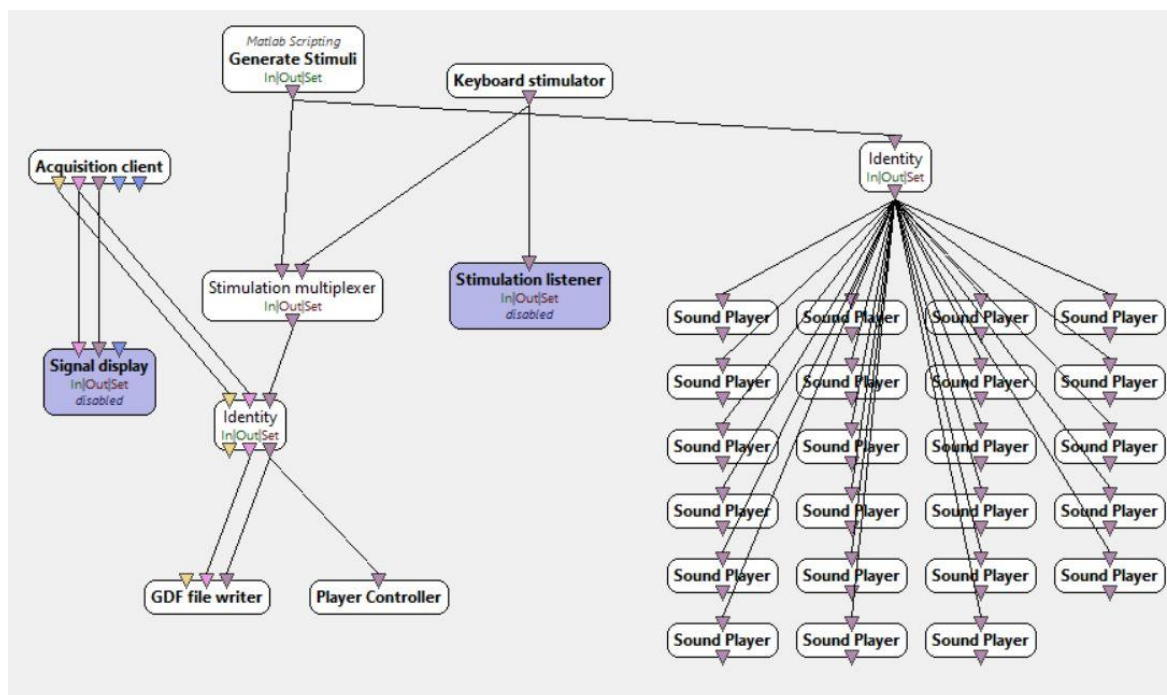 Matlab Scripting
Generate Stimuli
In|Out|Set
Keyboard stimulator
Acquisition client
Identity
In|Out|Set
Stimulation multiplexer
In|Out|Set
Stimulation listener
In|Out|Set
disabled
Signal display
In|Out|Set
disabled
Identity
In|Out|Set
GDF file writer
Player Controller
Sound Player Sound Player Sound Player Sound Player
Sound Player Sound Player Sound Player Sound Player
Sound Player Sound Player Sound Player Sound Player
Sound Player Sound Player Sound Player Sound Player
Sound Player Sound Player Sound Player Sound Player
Sound Player Sound Player Sound Player